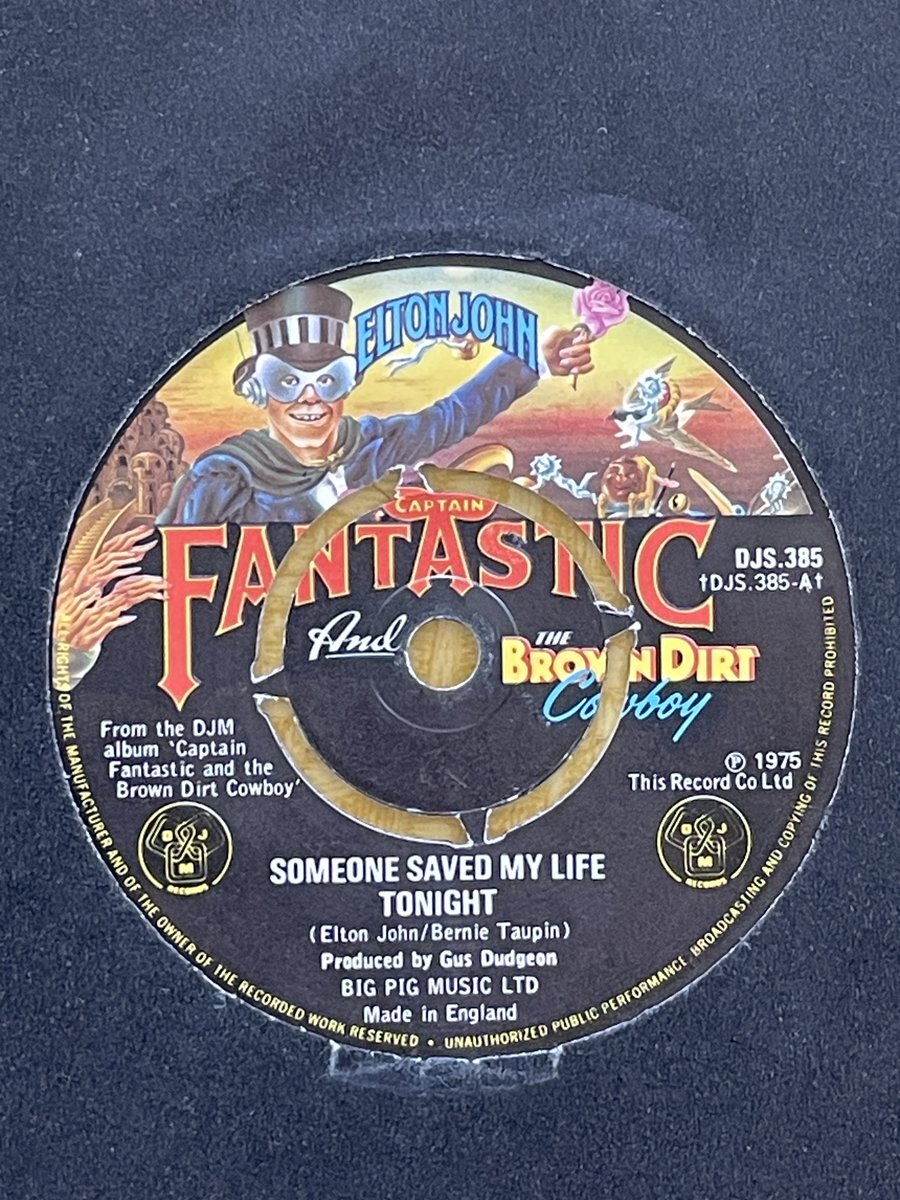 ELTON JOHN
CAPTAIN
FANTASTIC
And
THE
BROWN DIRT
Cowboy
DJS.385
†DJS.385-A†
From the DJM
album 'Captain
Fantastic and the
Brown Dirt Cowboy'
℗ 1975
This Record Co Ltd
D J
M
RECORDS
D J
M
RECORDS
SOMEONE SAVED MY LIFE
TONIGHT
(Elton John/Bernie Taupin)
Produced by Gus Dudgeon
BIG PIG MUSIC LTD
Made in England
ALL RIGHTS OF THE MANUFACTURER AND OF THE OWNER OF THE RECORDED WORK RESERVED • UNAUTHORIZED PUBLIC PERFORMANCE, BROADCASTING AND COPYING OF THIS RECORD PROHIBITED